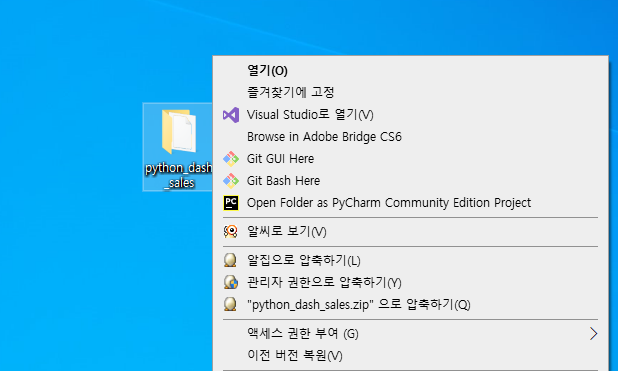 열기(O)
즐겨찾기에 고정
Visual Studio로 열기(V)
Browse in Adobe Bridge CS6
Git GUI Here
Git Bash Here
PC Open Folder as PyCharm Community Edition Project
알씨로 보기(V)
알집으로 압축하기(L)
관리자 권한으로 압축하기(Y)
"python_dash_sales.zip" 으로 압축하기(Q)
액세스 권한 부여 (G)
이전 버전 복원(V)
python_dash
_sales